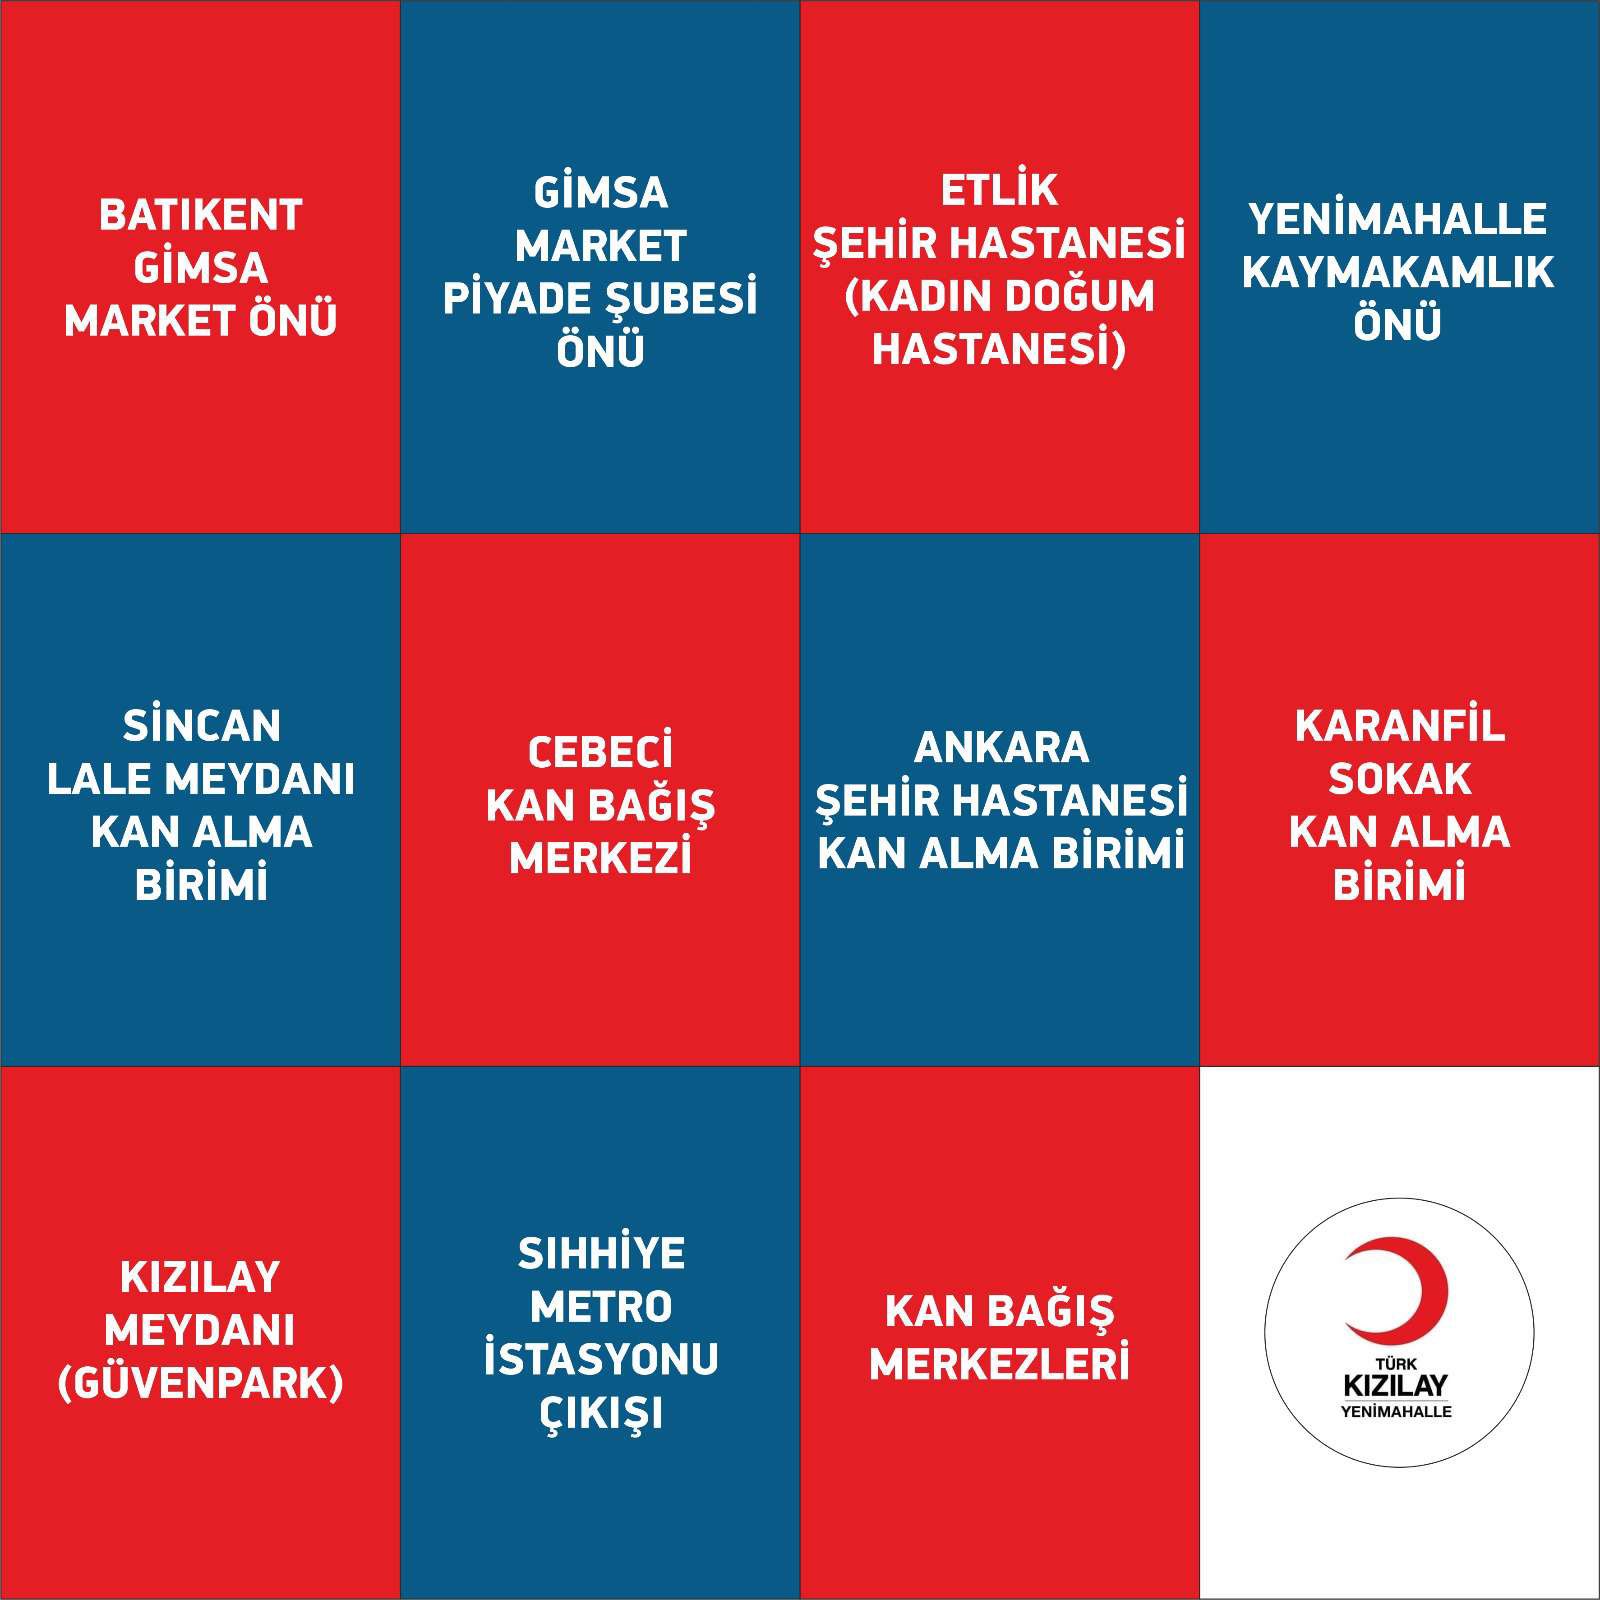 BATIKENT
GİMSA
MARKET ÖNÜ
GİMSA
MARKET
PİYADE ŞUBESİ
ÖNÜ
ETLİK
ŞEHİR HASTANESİ
(KADIN DOĞUM
HASTANESİ)
YENİMAHALLE
KAYMAKAMLIK
ÖNÜ
SİNCAN
LALE MEYDANI
KAN ALMA
BİRİMİ
CEBECİ
KAN BAĞIŞ
MERKEZİ
ANKARA
ŞEHİR HASTANESİ
KAN ALMA BİRİMİ
KARANFİL
SOKAK
KAN ALMA
BİRİMİ
KIZILAY
MEYDANI
(GÜVENPARK)
SIHHİYE
METRO
İSTASYONU
ÇIKIŞI
KAN BAĞIŞ
MERKEZLERİ
TÜRK
KIZILAY
YENİMAHALLE